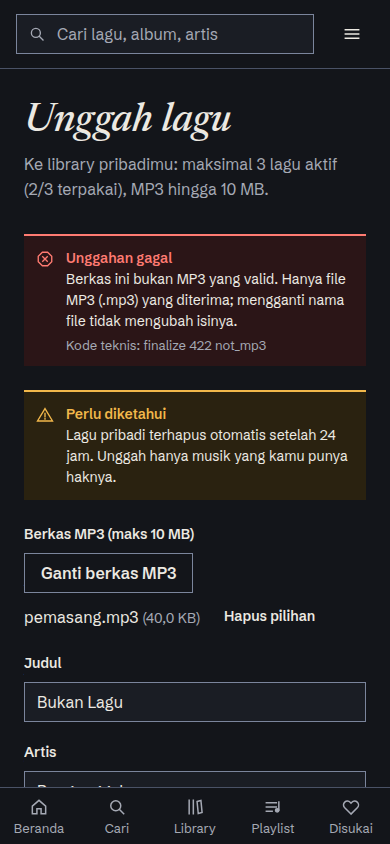 Cari lagu, album, artis
Unggah lagu
Ke library pribadimu: maksimal 3 lagu aktif
(2/3 terpakai), MP3 hingga 10 MB.
Unggahan gagal
Berkas ini bukan MP3 yang valid. Hanya file
MP3 (.mp3) yang diterima; mengganti nama
file tidak mengubah isinya.
Kode teknis: finalize 422 not_mp3
Perlu diketahui
Lagu pribadi terhapus otomatis setelah 24
jam. Unggah hanya musik yang kamu punya
haknya.
Berkas MP3 (maks 10 MB)
Ganti berkas MP3
pemasang.mp3 (40,0 KB) Hapus pilihan
Judul
Bukan Lagu
Artis
Beranda Cari Library Playlist Disukai